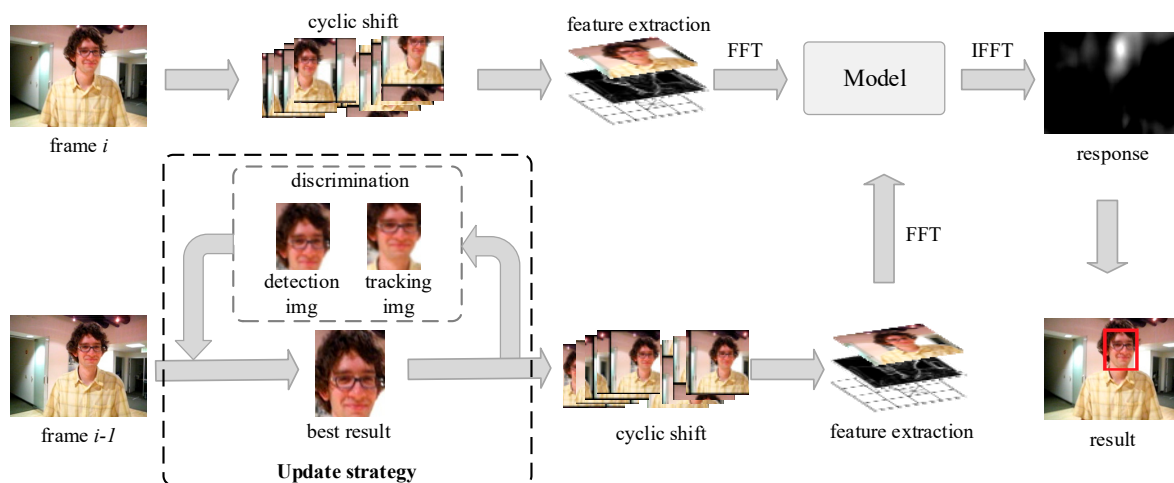 cyclic shift
feature extraction
FFT
Model
IFFT
frame i
response
discrimination
detection
img
tracking
img
FFT
frame i-1
best result
Update strategy
cyclic shift
feature extraction
result